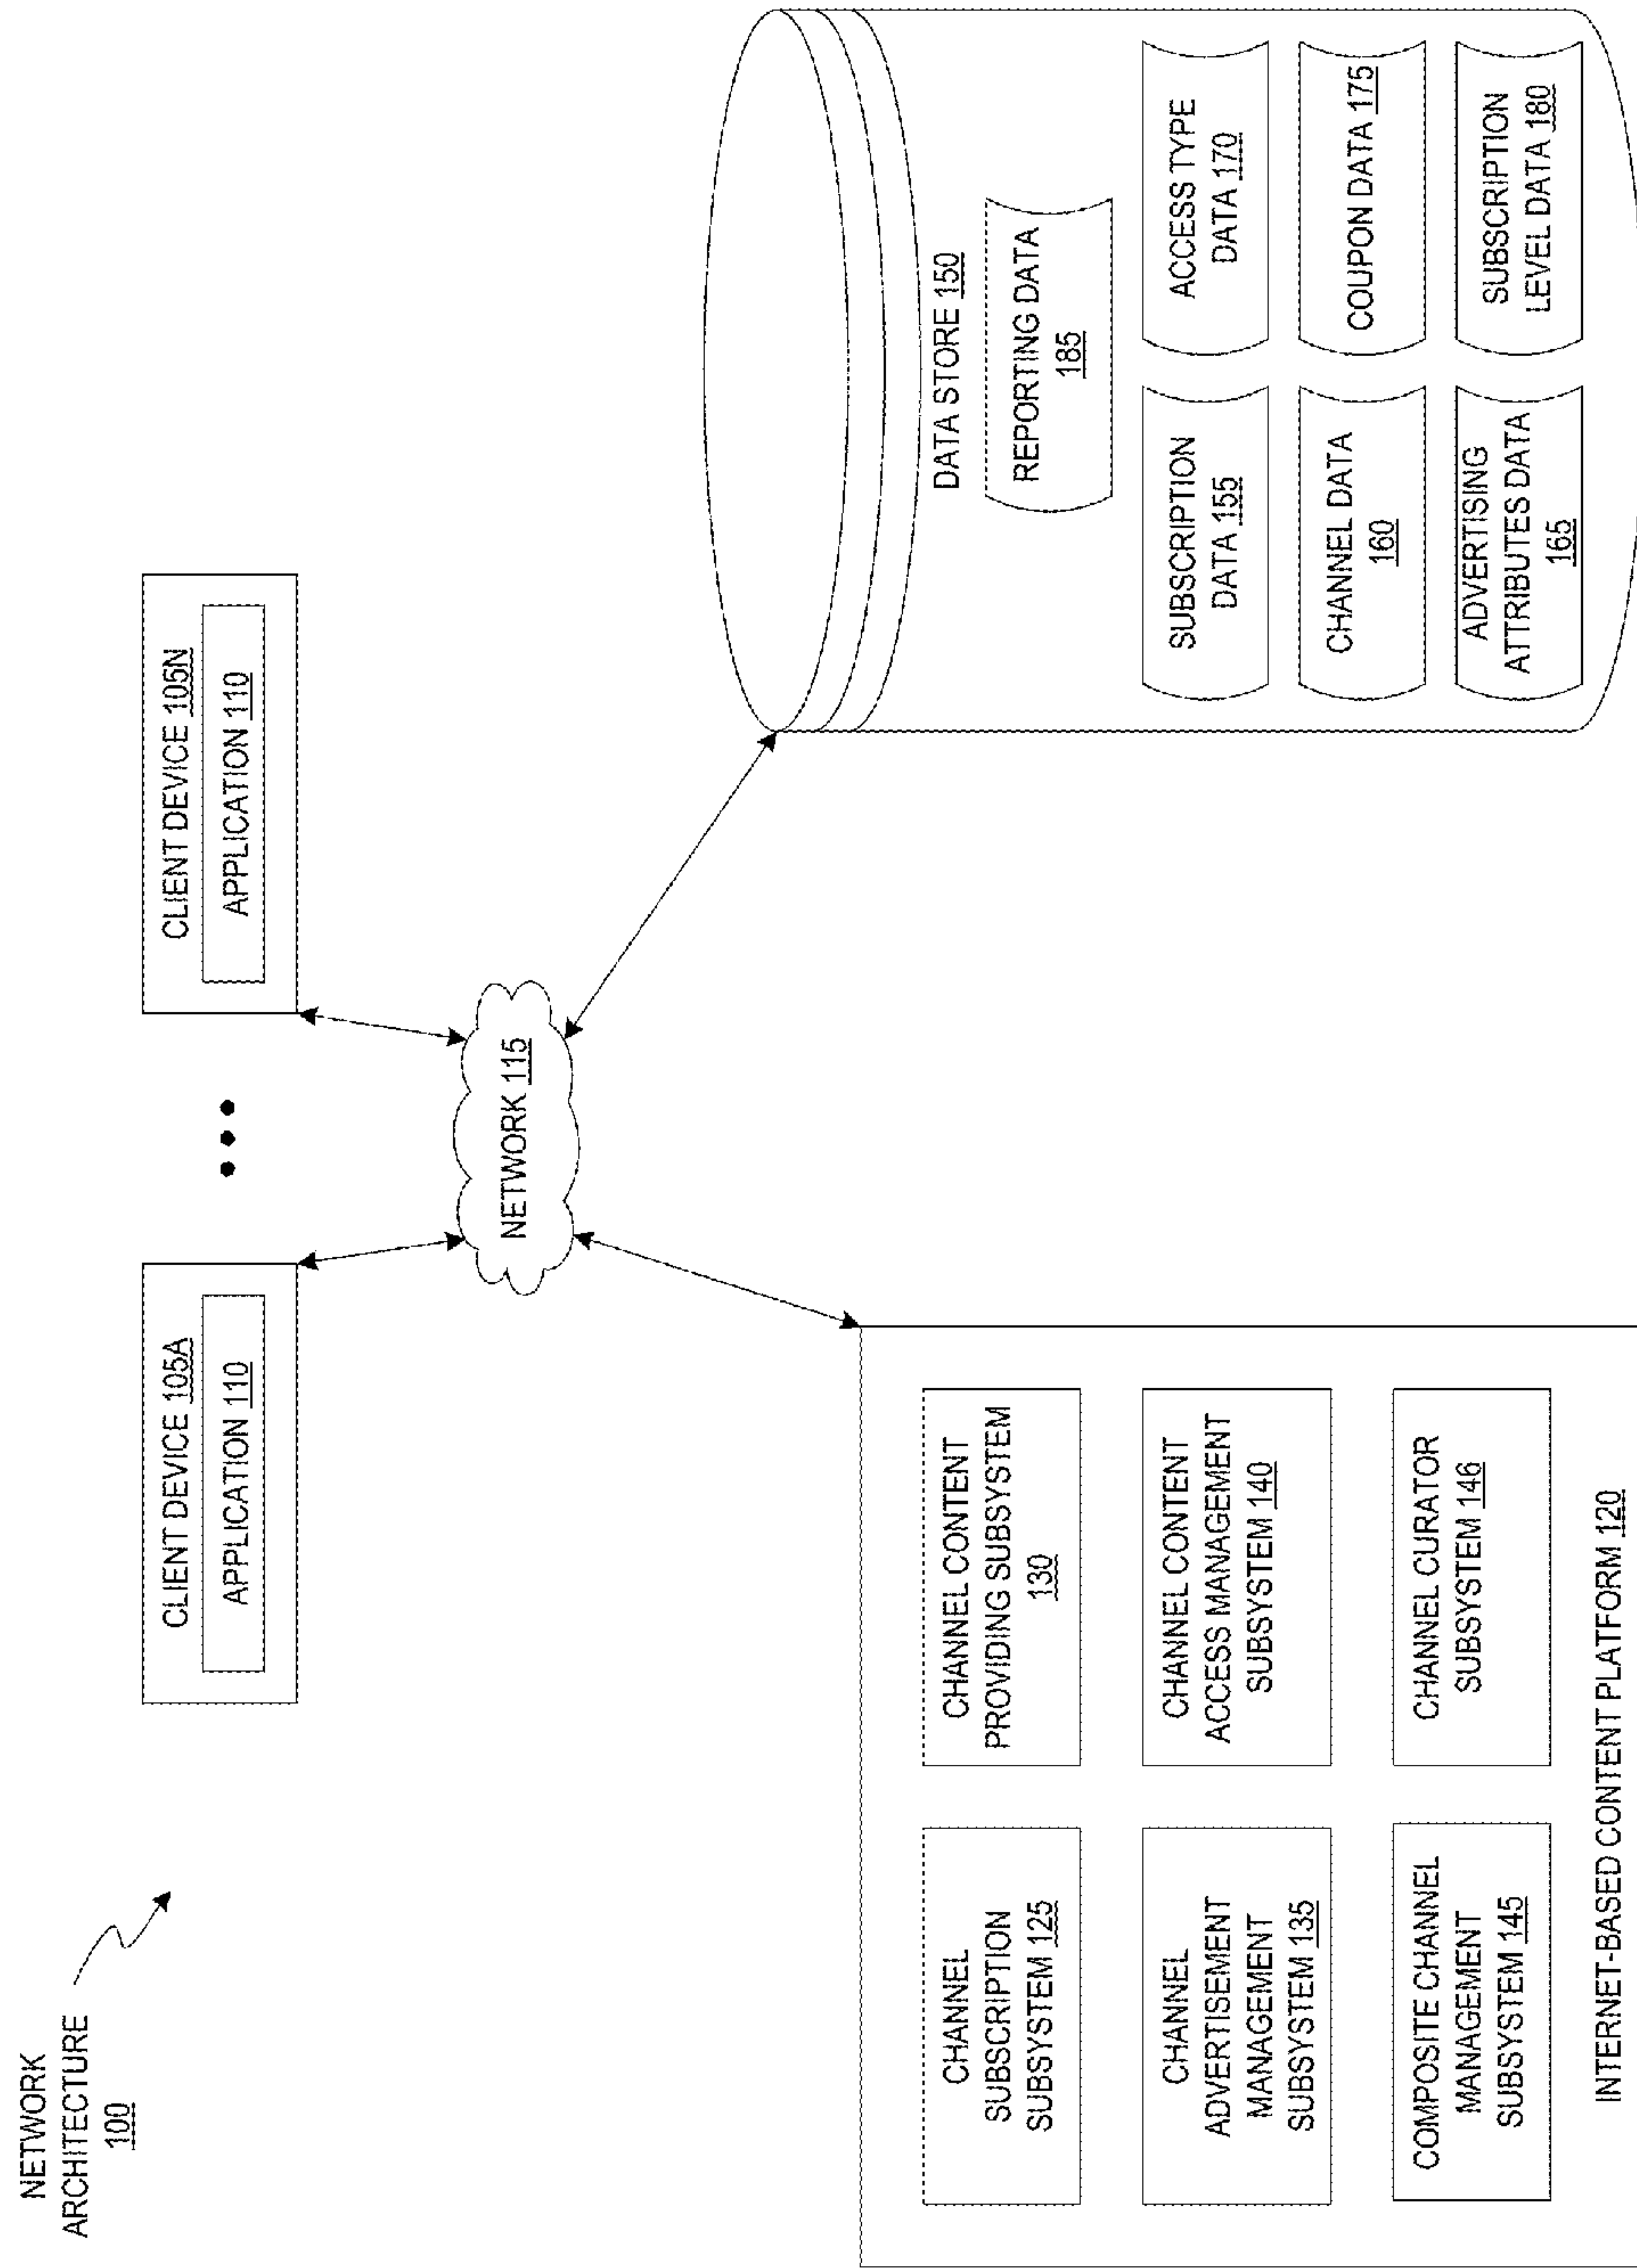 NETWORK
ARCHITECTURE
100
CLIENT DEVICE 105A
APPLICATION 110
CLIENT DEVICE 105N
APPLICATION 110
NETWORK 115
CHANNEL
SUBSCRIPTION
SUBSYSTEM 125
CHANNEL CONTENT
PROVIDING SUBSYSTEM
130
CHANNEL
ADVERTISEMENT
MANAGEMENT
SUBSYSTEM 135
CHANNEL CONTENT
ACCESS MANAGEMENT
SUBSYSTEM 140
COMPOSITE CHANNEL
MANAGEMENT
SUBSYSTEM 145
CHANNEL CURATOR
SUBSYSTEM 146
INTERNET-BASED CONTENT PLATFORM 120
DATA STORE 150
REPORTING DATA
185
SUBSCRIPTION
DATA 155
ACCESS TYPE
DATA 170
CHANNEL DATA
160
COUPON DATA 175
ADVERTISING
ATTRIBUTES DATA
165
SUBSCRIPTION
LEVEL DATA 180